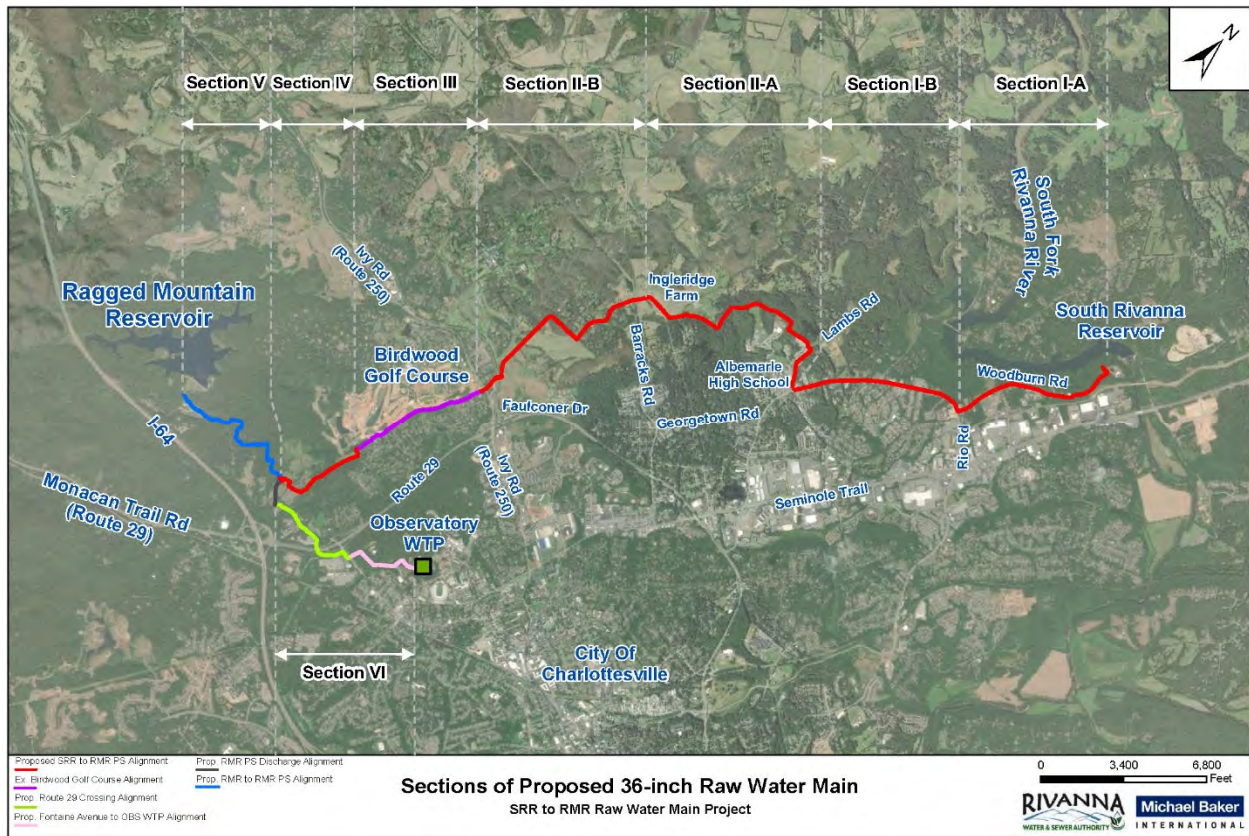 N
Section V
Section IV
Section III
Section II-B
Section II-A
Section I-B
Section I-A
South Fork
Rivanna River
Ivy Rd
(Route 250)
Ingleridge
Farm
Ragged Mountain
Reservoir
South Rivanna
Reservoir
Lambs Rd
Barracks Rd
Birdwood
Golf Course
Albemarle
High School
Woodburn Rd
Faulconer Dr
Georgetown Rd
I-64
Rio Rd
Route 29
Ivy Rd
(Route 250)
Seminole Trail
Monacan Trail Rd
(Route 29)
Observatory
WTP
City Of
Charlottesville
Section VI
Proposed SRR to RMR PS Alignment
Ex. Birdwood Golf Course Alignment
Prop. Route 29 Crossing Alignment
Prop. Fontaine Avenue to OBS WTP Alignment
Prop. RMR PS Discharge Alignment
Prop. RMR to RMR PS Alignment
Sections of Proposed 36-inch Raw Water Main
SRR to RMR Raw Water Main Project
0 3,400 6,800
Feet
RIVANNA
WATER & SEWER AUTHORITY
Michael Baker
INTERNATIONAL